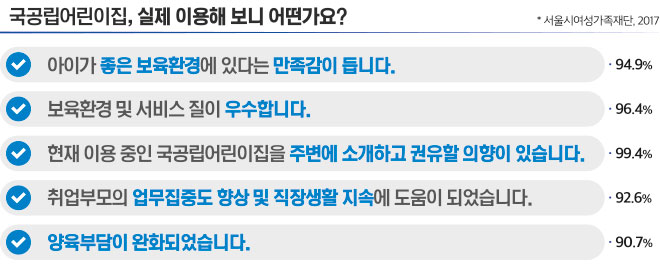 국공립어린이집, 실제 이용해 보니 어떤가요?
* 서울시여성가족재단, 2017
아이가 좋은 보육환경에 있다는 만족감이 듭니다. · 94.9%
보육환경 및 서비스 질이 우수합니다. · 96.4%
현재 이용 중인 국공립어린이집을 주변에 소개하고 권유할 의향이 있습니다. · 99.4%
취업부모의 업무집중도 향상 및 직장생활 지속에 도움이 되었습니다. · 92.6%
양육부담이 완화되었습니다. · 90.7%